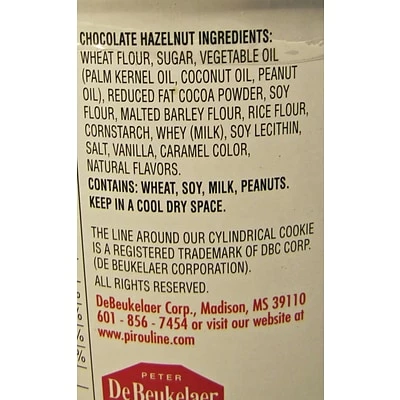 CHOCOLATE HAZELNUT INGREDIENTS:
WHEAT FLOUR, SUGAR, VEGETABLE OIL
(PALM KERNEL OIL, COCONUT OIL, PEANUT
OIL), REDUCED FAT COCOA POWDER, SOY
FLOUR, MALTED BARLEY FLOUR, RICE FLOUR,
CORNSTARCH, WHEY (MILK), SOY LECITHIN,
SALT, VANILLA, CARAMEL COLOR,
NATURAL FLAVORS.
CONTAINS: WHEAT, SOY, MILK, PEANUTS.
KEEP IN A COOL DRY SPACE.
THE LINE AROUND OUR CYLINDRICAL COOKIE
IS A REGISTERED TRADEMARK OF DBC CORP.
(DE BEUKELAER CORPORATION).
ALL RIGHTS RESERVED.
DeBeukelaer Corp., Madison, MS 39110
601 - 856 - 7454 or visit our website at
www.pirouline.com
PETER
DeBeukelaer